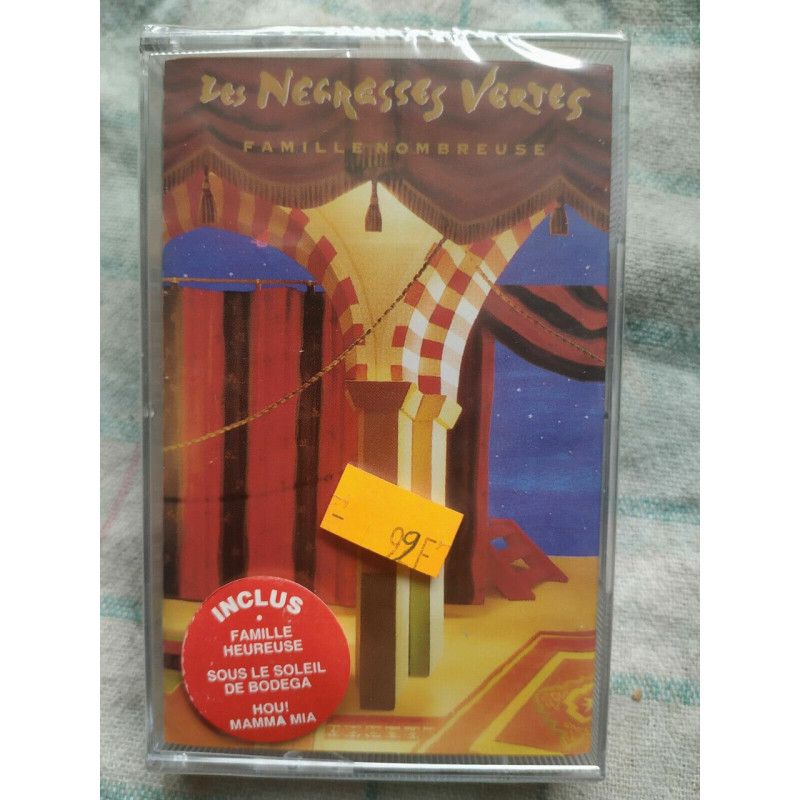 Les Negresses Vertes
FAMILLE NOMBREUSE
99F
INCLUS
FAMILLE
HEUREUSE
SOUS LE SOLEIL
DE BODEGA
HOU!
MAMMA MIA